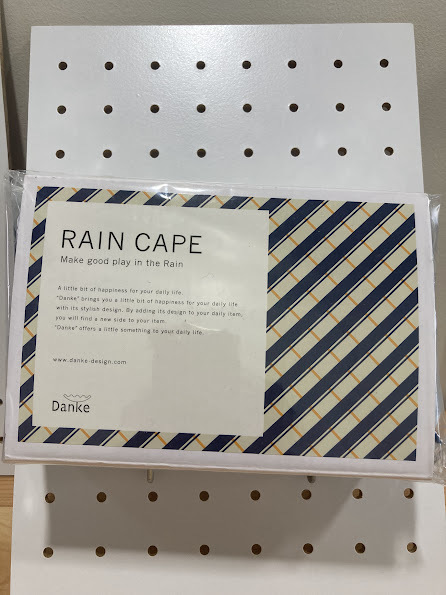 RAIN CAPE
Make good play in the Rain
A little bit of happiness for your daily life.
"Danke" brings you a little bit of happiness for your daily life
with its stylish design. By adding its design to your daily item,
you will find a new side to your item.
"Danke" offers a little something to your daily life.
www.danke-design.com
Danke